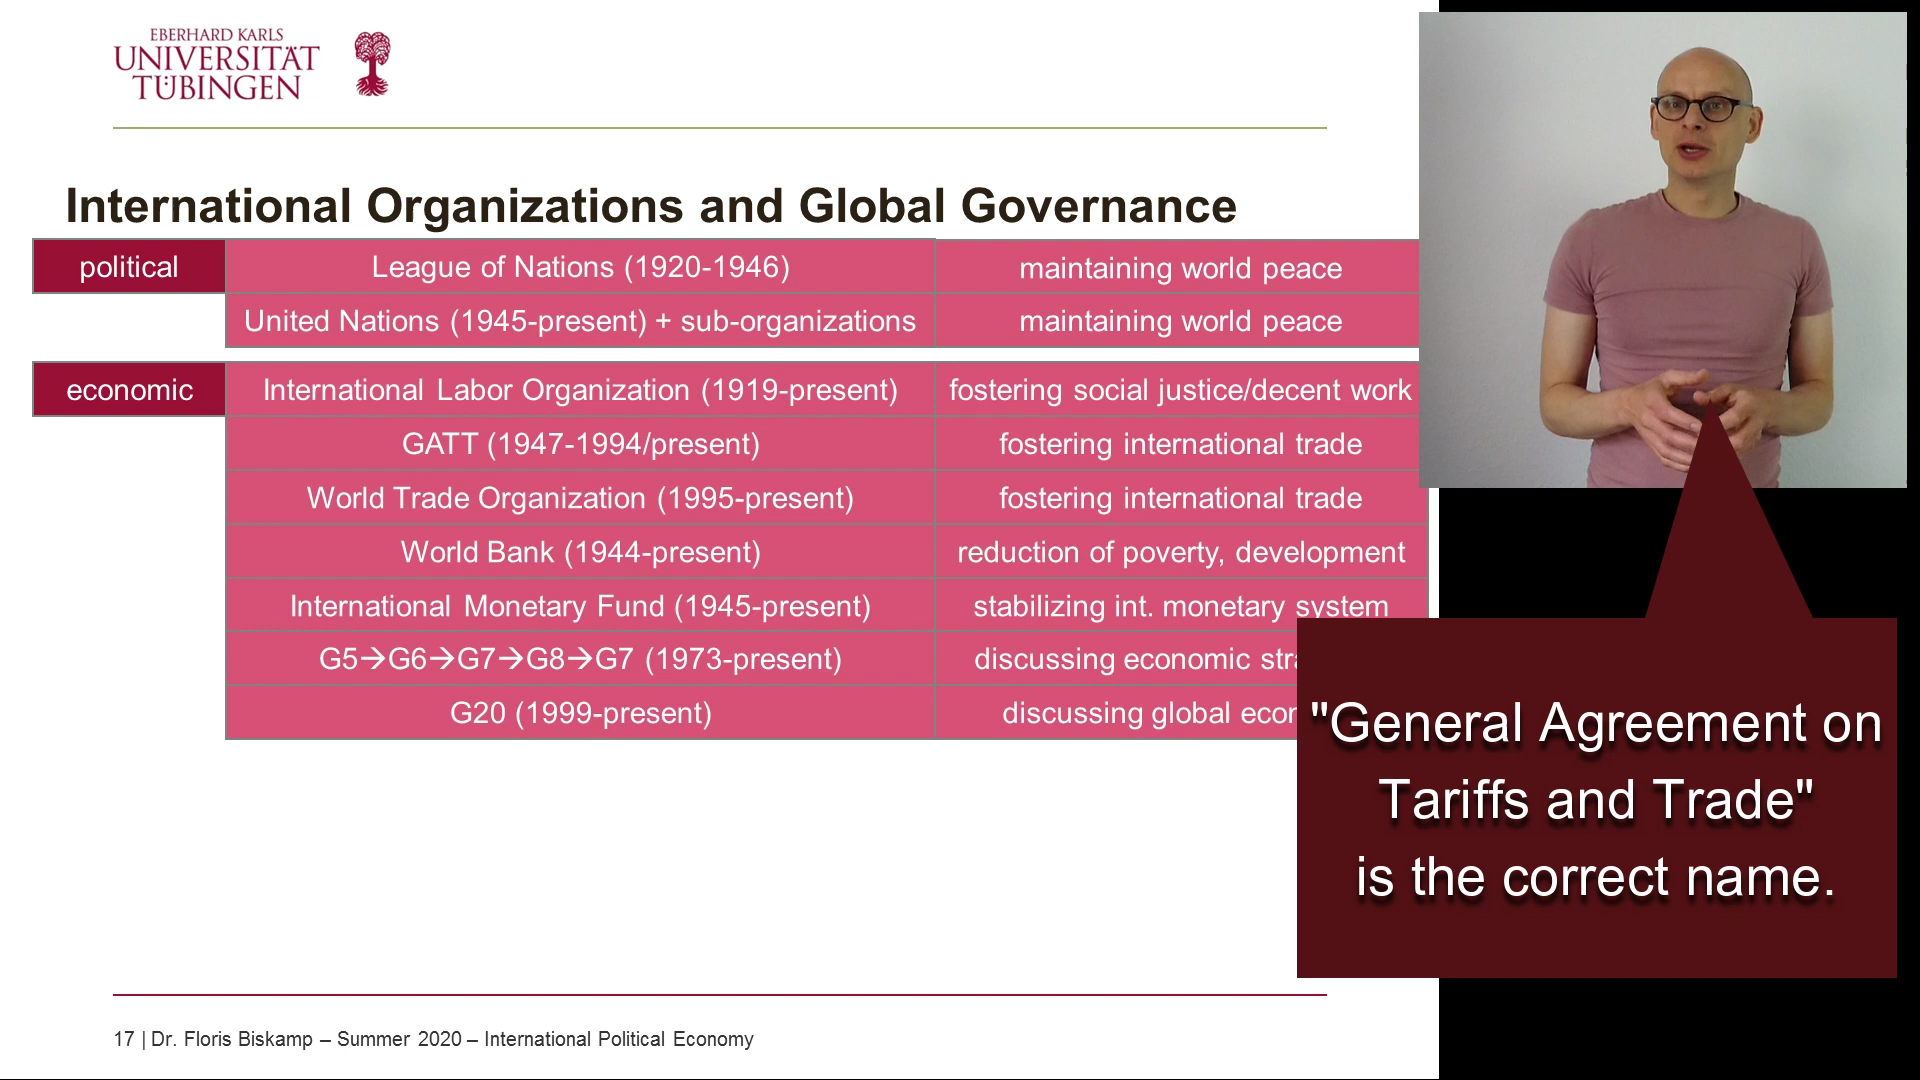 EBERHARD KARLS
UNIVERSITÄT
TÜBINGEN
International Organizations and Global Governance
political League of Nations (1920-1946) maintaining world peace
United Nations (1945-present) + sub-organizations maintaining world peace
economic International Labor Organization (1919-present) fostering social justice/decent work
GATT (1947-1994/present) fostering international trade
World Trade Organization (1995-present) fostering international trade
World Bank (1944-present) reduction of poverty, development
International Monetary Fund (1945-present) stabilizing int. monetary system
G5→G6→G7→G8→G7 (1973-present) discussing economic
G20 (1999-present) discussing global
"General Agreement on
Tariffs and Trade"
is the correct name.
17 | Dr. Floris Biskamp – Summer 2020 – International Political Economy